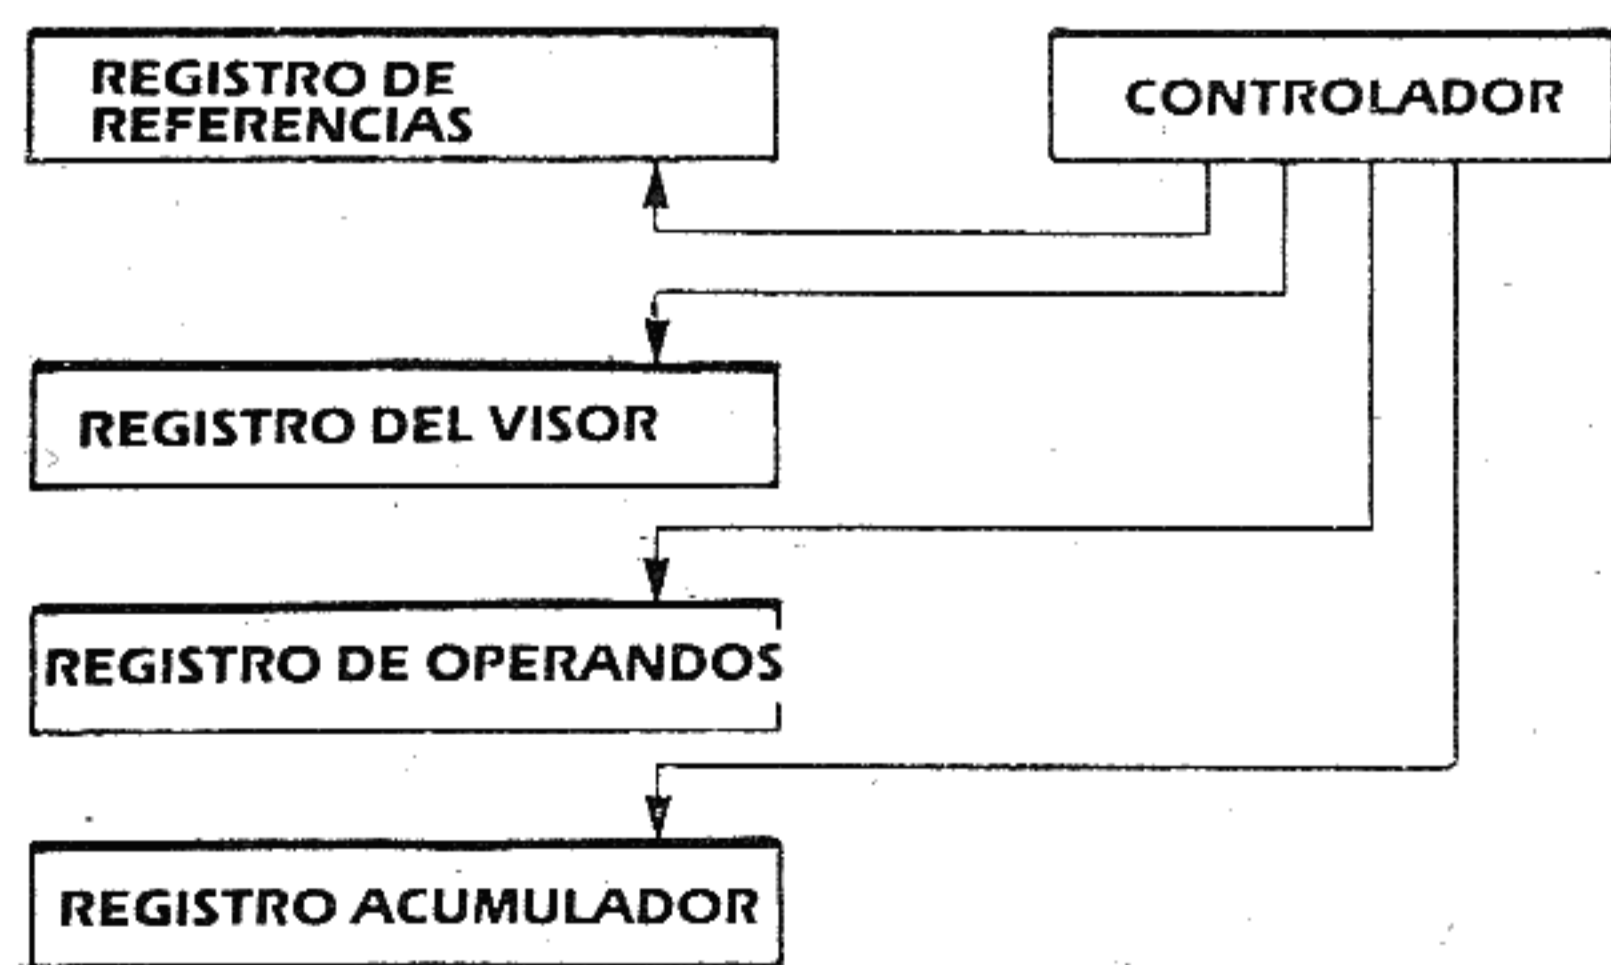 REGISTRO DE
REFERENCIAS
CONTROLADOR
REGISTRO DEL VISOR
REGISTRO DE OPERANDOS
REGISTRO ACUMULADOR